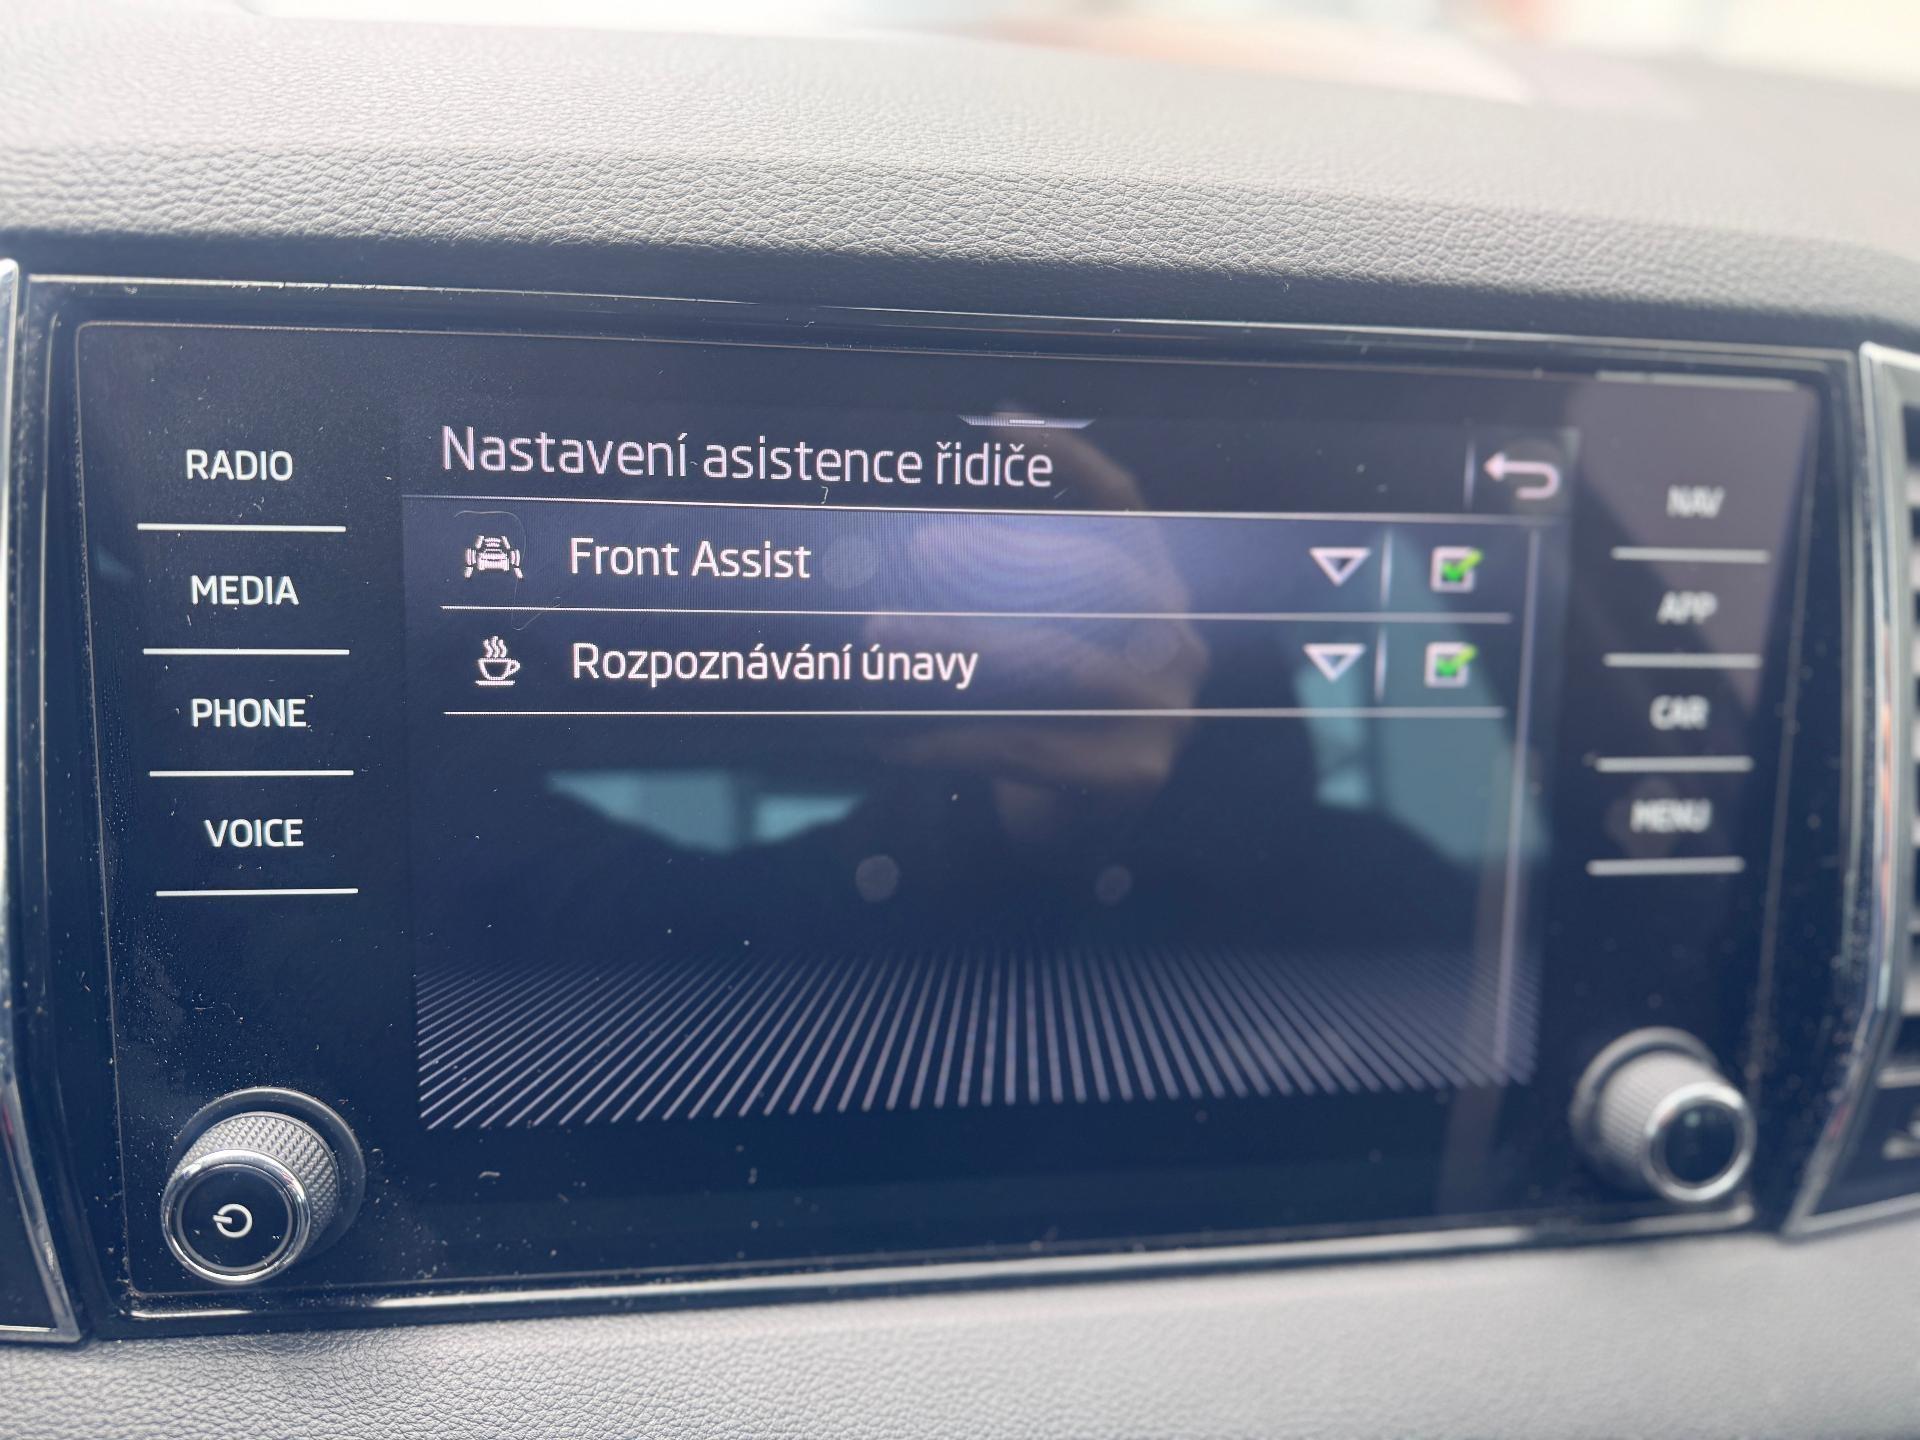 Nastavení asistence řidiče
Front Assist
Rozpoznávání únavy
RADIO
MEDIA
PHONE
VOICE
NAV
APP
CAR
MENU